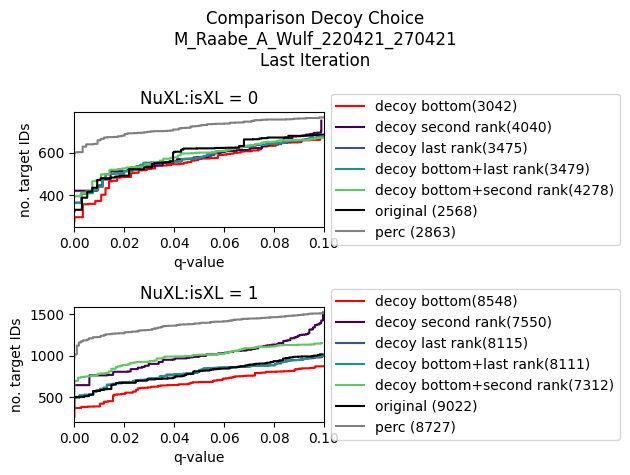 Comparison Decoy Choice
M_Raabe_A_Wulf_220421_270421
Last Iteration
NuXL:isXL = 0
no. target IDs
600
400
0.00 0.02 0.04 0.06 0.08 0.10
q-value
decoy bottom(3042)
decoy second rank(4040)
decoy last rank(3475)
decoy bottom+last rank(3479)
decoy bottom+second rank(4278)
original (2568)
perc (2863)
NuXL:isXL = 1
no. target IDs
1500
1000
500
0.00 0.02 0.04 0.06 0.08 0.10
q-value
decoy bottom(8548)
decoy second rank(7550)
decoy last rank(8115)
decoy bottom+last rank(8111)
decoy bottom+second rank(7312)
original (9022)
perc (8727)